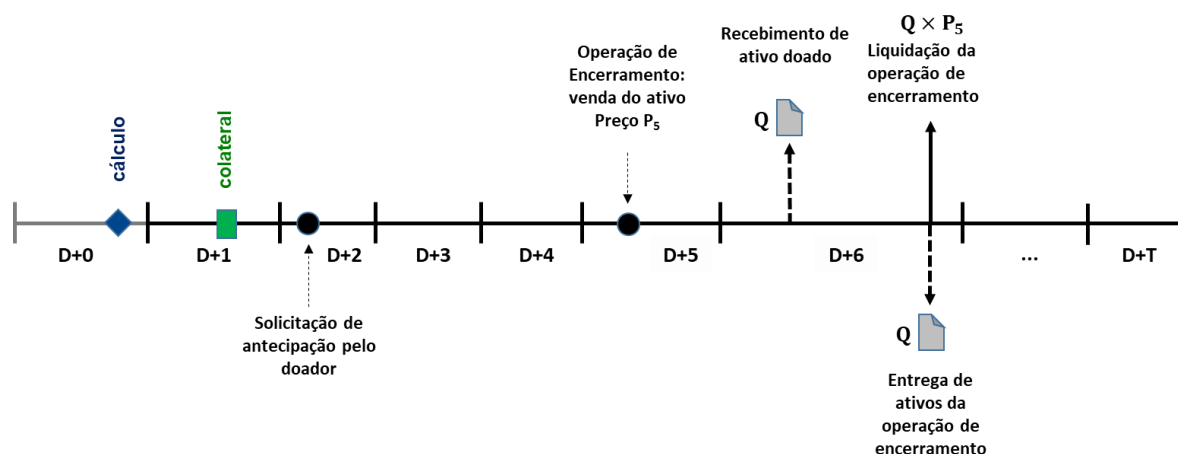 Q × P₅
Liquidação da
operação de
encerramento
Recebimento de
ativo doado
Operação de
Encerramento:
venda do ativo
Preço P₅
Q
cálculo
colateral
D+0
D+1
D+2
D+3
D+4
D+5
D+6
...
D+T
Solicitação de
antecipação pelo
doador
Q
Entrega de
ativos da
operação de
encerramento